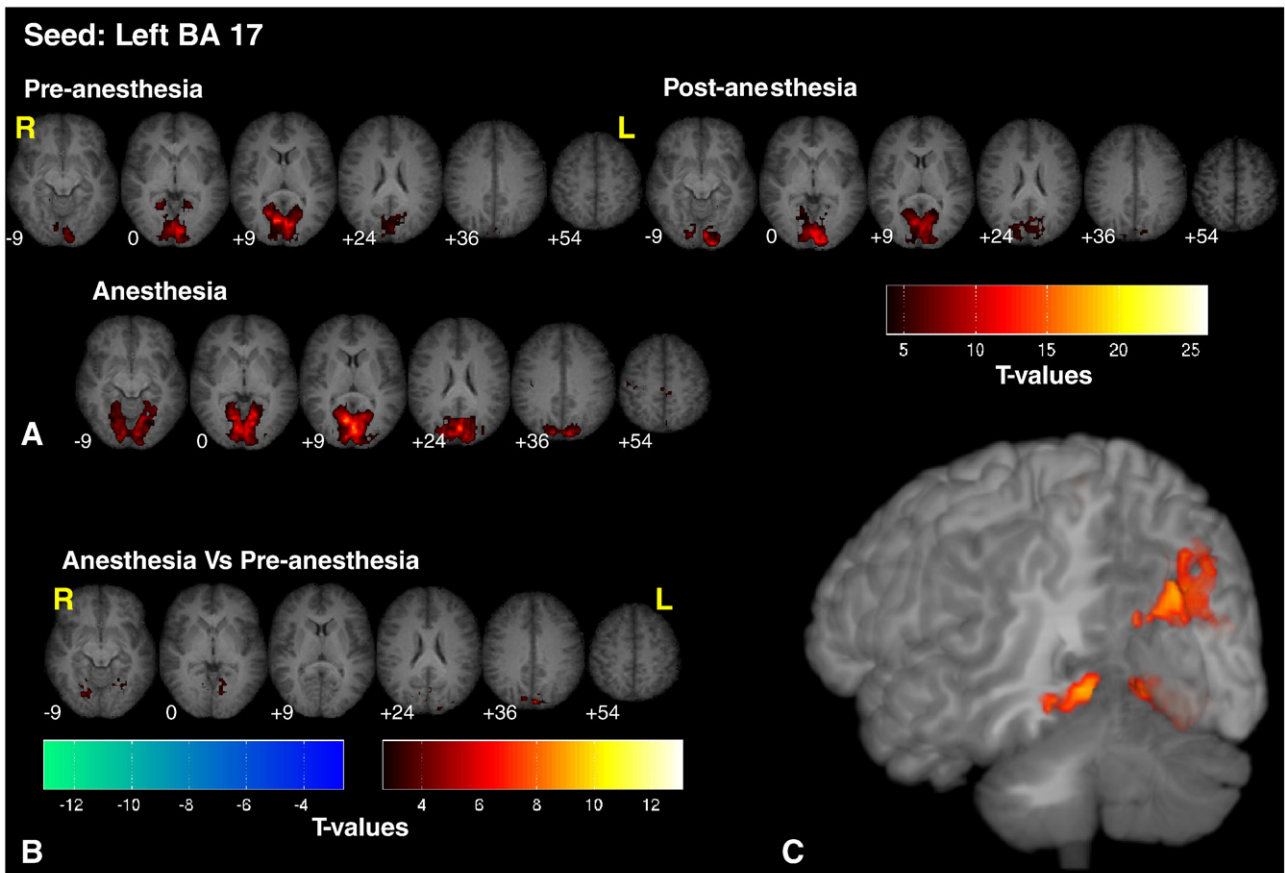 Seed: Left BA 17
Pre-anesthesia
Post-anesthesia
R
L
-9 0 +9 +24 +36 +54
-9 0 +9 +24 +36 +54
5 10 15 20 25
T-values
Anesthesia
A
-9 0 +9 +24 +36 +54
Anesthesia Vs Pre-anesthesia
R
L
-9 0 +9 +24 +36 +54
-12 -10 -8 -6 -4
4 6 8 10 12
T-values
B
C